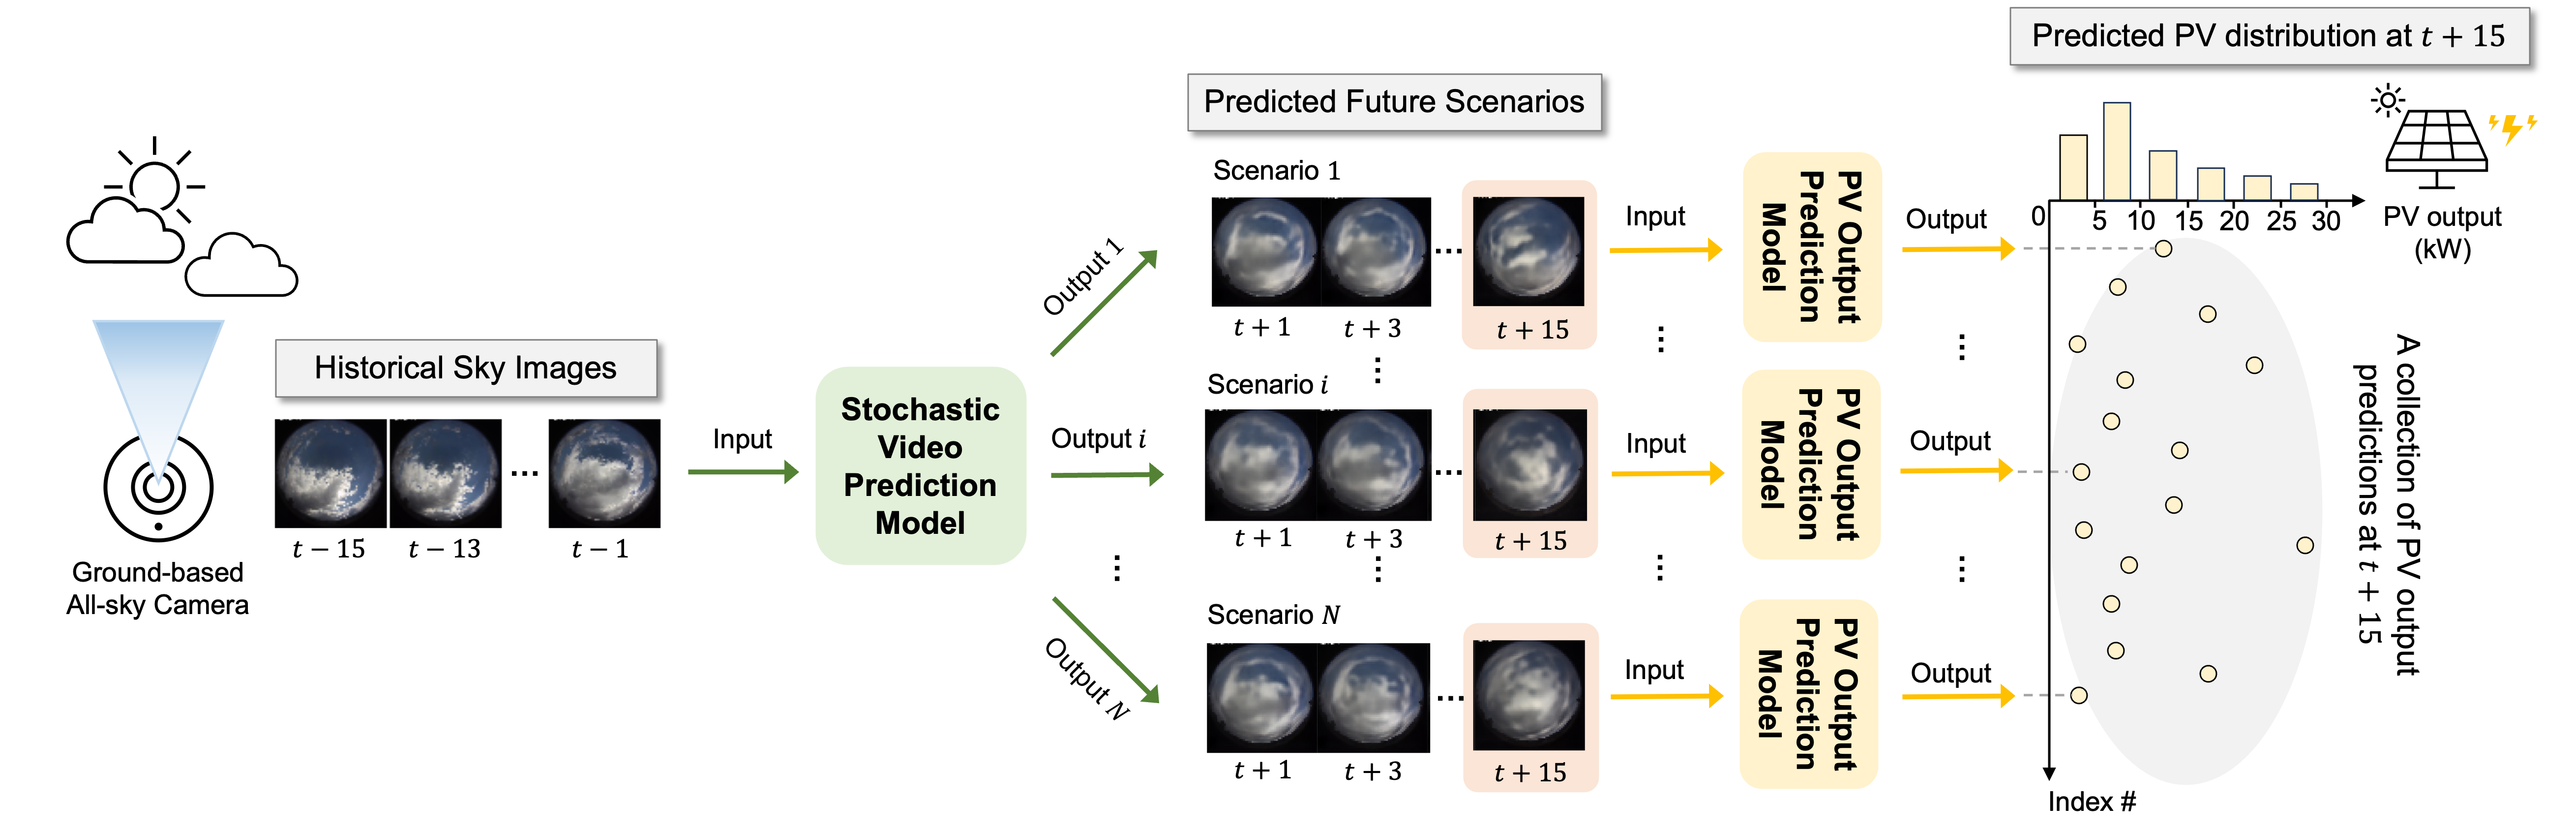 Predicted PV distribution at t + 15
Predicted Future Scenarios
Historical Sky Images
Ground-based
All-sky Camera
t − 15
t − 13
...
t − 1
Input
Stochastic
Video
Prediction
Model
Output 1
Output i
⋮
Output N
Scenario 1
...
t + 1
t + 3
t + 15
⋮
Scenario i
...
t + 1
t + 3
t + 15
⋮
Scenario N
...
t + 1
t + 3
t + 15
Input
⋮
Input
⋮
Input
PV Output
Prediction
Model
PV Output
Prediction
Model
PV Output
Prediction
Model
Output
⋮
Output
⋮
Output
0 5 10 15 20 25 30
PV output
(kW)
A collection of PV output
predictions at t + 15
Index #